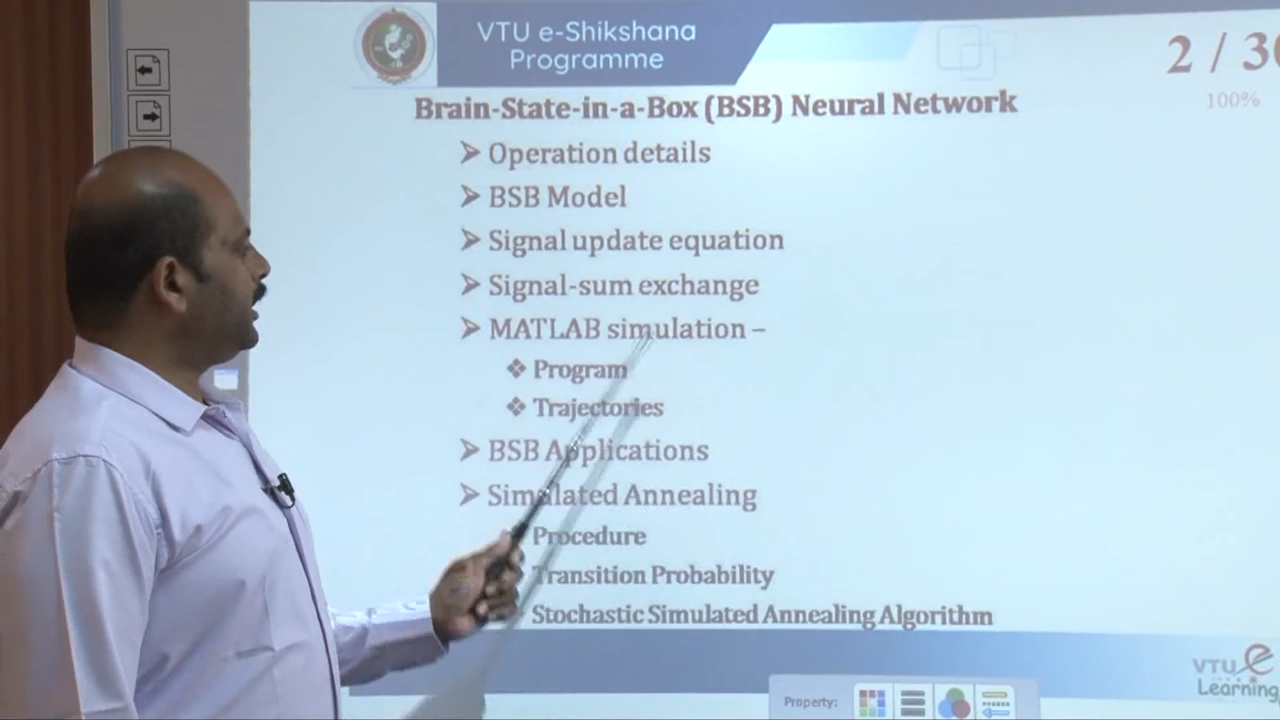 VTU e-Shikshana
Programme
2 / 30
100%
Brain-State-in-a-Box (BSB) Neural Network
Operation details
BSB Model
Signal update equation
Signal-sum exchange
MATLAB simulation –
Program
Trajectories
BSB Applications
Simulated Annealing
Procedure
Transition Probability
Stochastic Simulated Annealing Algorithm
VTU e
Learning
Property: